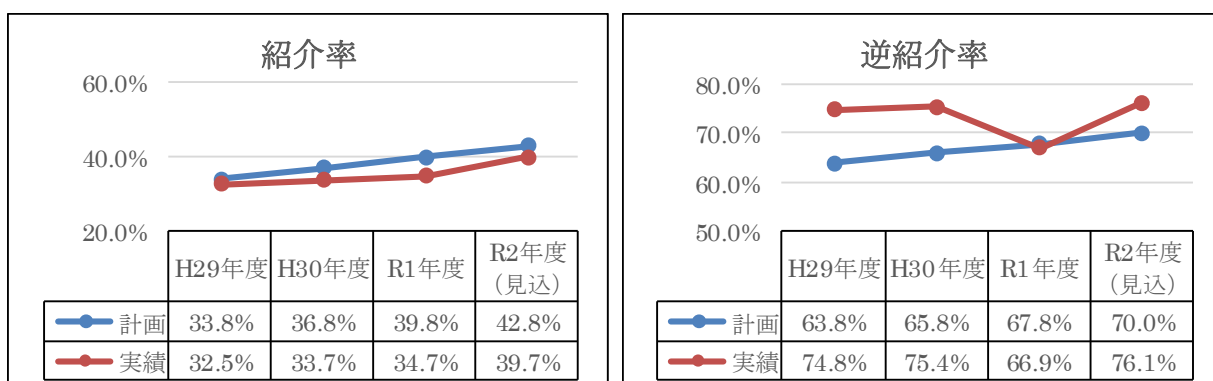 紹介率
60.0%
40.0%
20.0%
H29年度 H30年度 R1年度 R2年度
(見込)
計画 33.8% 36.8% 39.8% 42.8%
実績 32.5% 33.7% 34.7% 39.7%
逆紹介率
80.0%
70.0%
60.0%
50.0%
H29年度 H30年度 R1年度 R2年度
(見込)
計画 63.8% 65.8% 67.8% 70.0%
実績 74.8% 75.4% 66.9% 76.1%